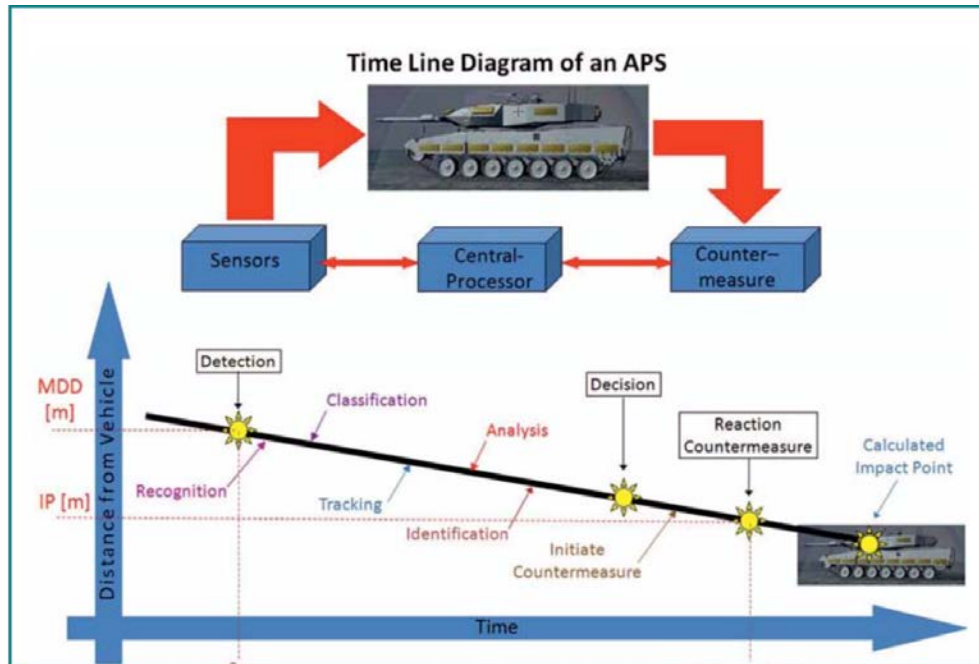 Time Line Diagram of an APS
Sensors
Central-
Processor
Counter–
measure
Distance from Vehicle
MDD
[m]
IP [m]
Detection
Classification
Recognition
Tracking
Analysis
Identification
Decision
Initiate
Countermeasure
Reaction
Countermeasure
Calculated
Impact Point
Time